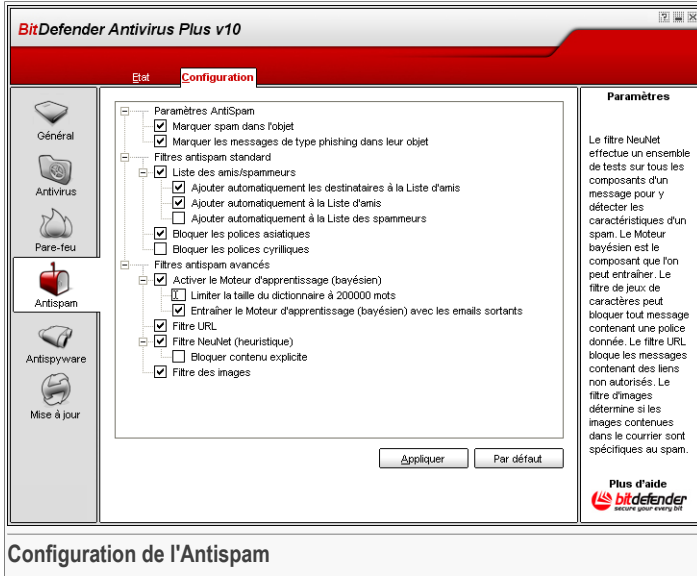 BitDefender Antivirus Plus v10
Etat
Configuration
Général
Antivirus
Pare-feu
Antispam
Antispyware
Mise à jour
Paramètres AntiSpam
Marquer spam dans l'objet
Marquer les messages de type phishing dans leur objet
Filtres antispam standard
Liste des amis/spammeurs
Ajouter automatiquement les destinataires à la Liste d'amis
Ajouter automatiquement à la Liste d'amis
Ajouter automatiquement à la Liste des spammeurs
Bloquer les polices asiatiques
Bloquer les polices cyrilliques
Filtres antispam avancés
Activer le Moteur d'apprentissage (bayésien)
Limiter la taille du dictionnaire à 200000 mots
Entraîner le Moteur d'apprentissage (bayésien) avec les emails sortants
Filtre URL
Filtre NeuNet (heuristique)
Bloquer contenu explicite
Filtre des images
Appliquer
Par défaut
Paramètres
Le filtre NeuNet
effectue un ensemble
de tests sur tous les
composants d'un
message pour y
détecter les
caractéristiques d'un
spam. Le Moteur
bayésien est le
composant que l'on
peut entraîner. Le
filtre de jeux de
caractères peut
bloquer tout message
contenant une police
donnée. Le filtre URL
bloque les messages
contenant des liens
non autorisés. Le
filtre d'images
détermine si les
images contenues
dans le courrier sont
spécifiques au spam.
Plus d'aide
bitdefender
secure your every bit
Configuration de l'Antispam